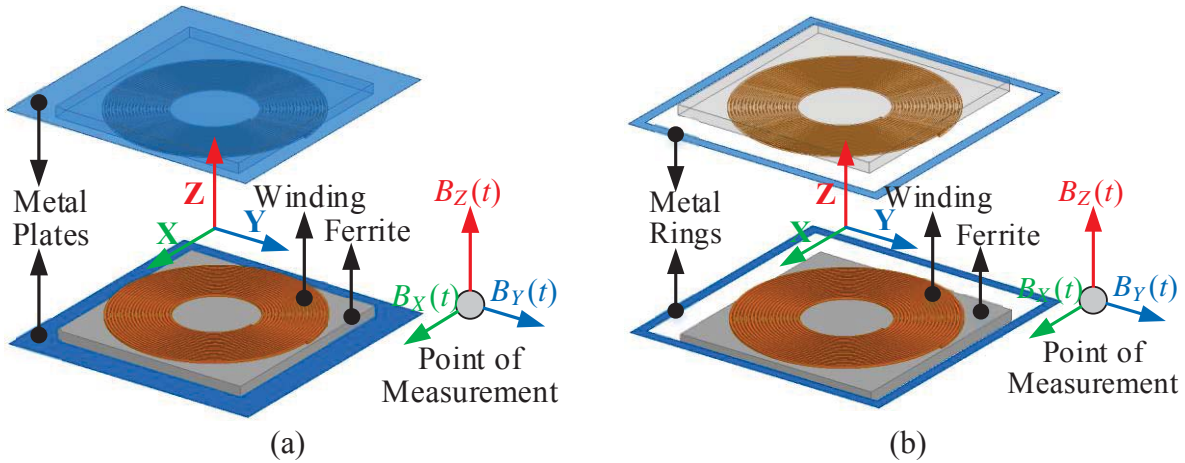 Z
Winding
Metal
Plates
X
Y
Ferrite
B_Z(t)
B_X(t)
B_Y(t)
Point of
Measurement
(a)
Z
Winding
Metal
Rings
X
Y
Ferrite
B_Z(t)
B_X(t)
B_Y(t)
Point of
Measurement
(b)